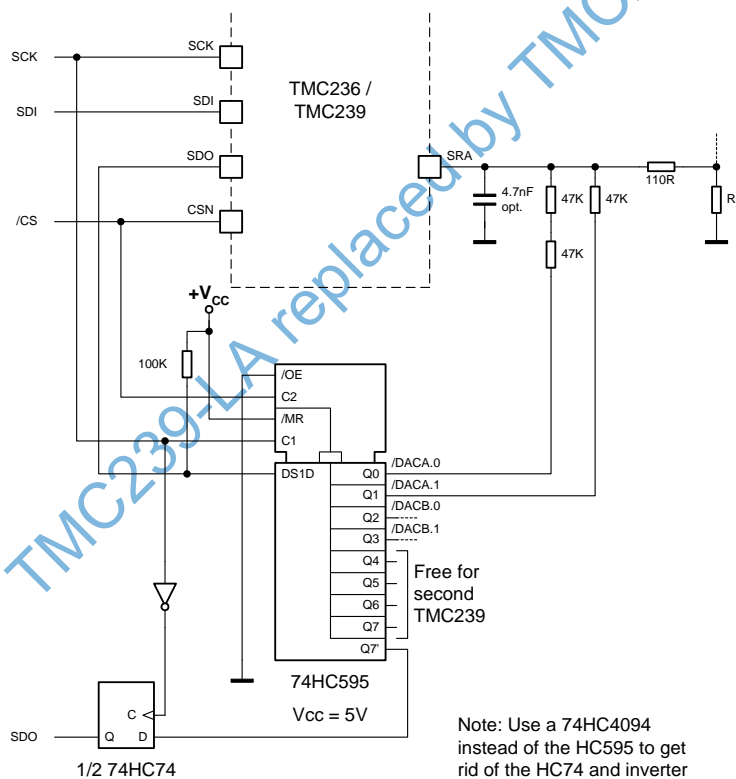 SCK
SCK
SDI
SDI
TMC236 /
TMC239
SDO
SRA
/CS
CSN
4.7nF
opt.
47K
47K
110R
R
47K
+VCC
100K
/OE
C2
/MR
C1
DS1D
Q0
/DACA.0
Q1
/DACA.1
Q2
/DACB.0
Q3
/DACB.1
Q4
Q5
Q6
Q7
Q7'
Free for
second
TMC239
74HC595
Vcc = 5V
SDO
Q
C
D
1/2 74HC74
Note: Use a 74HC4094
instead of the HC595 to get
rid of the HC74 and inverter
TMC239-LA replaced by TMC